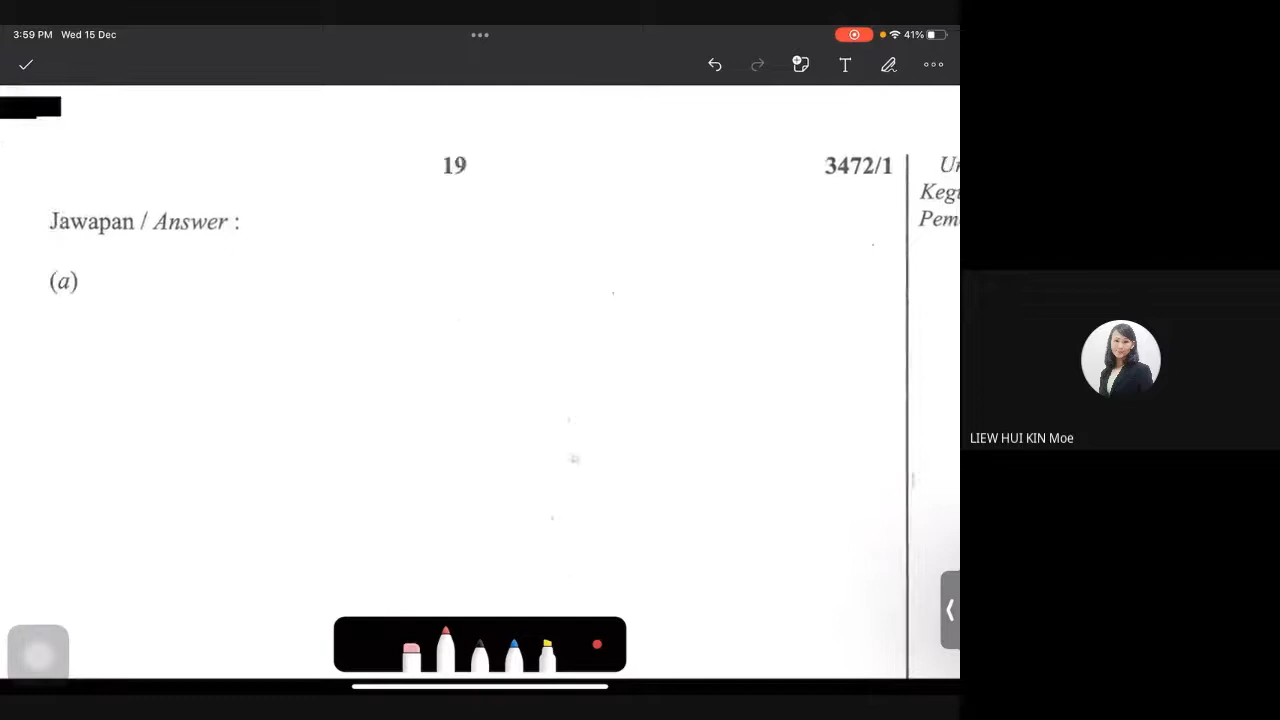 3:59 PM Wed 15 Dec
41%
T
19
3472/1
Jawapan / Answer :
(a)
LIEW HUI KIN Moe